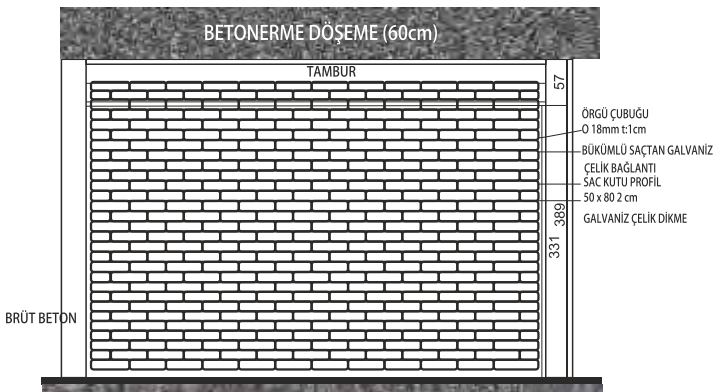 BETONERME DÖŞEME (60cm)
TAMBUR
57
ÖRGÜ ÇUBUĞU
O 18mm t:1cm
BÜKÜMLÜ SAÇTAN GALVANİZ
ÇELİK BAĞLANTI
SAC KUTU PROFİL
50 x 80 2 cm
389
GALVANİZ ÇELİK DİKME
331
BRÜT BETON